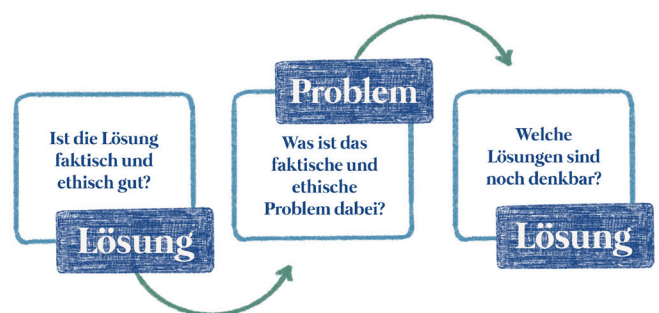 Ist die Lösung
faktisch und
ethisch gut?
Lösung
Problem
Was ist das
faktische und
ethische
Problem dabei?
Welche
Lösungen sind
noch denkbar?
Lösung